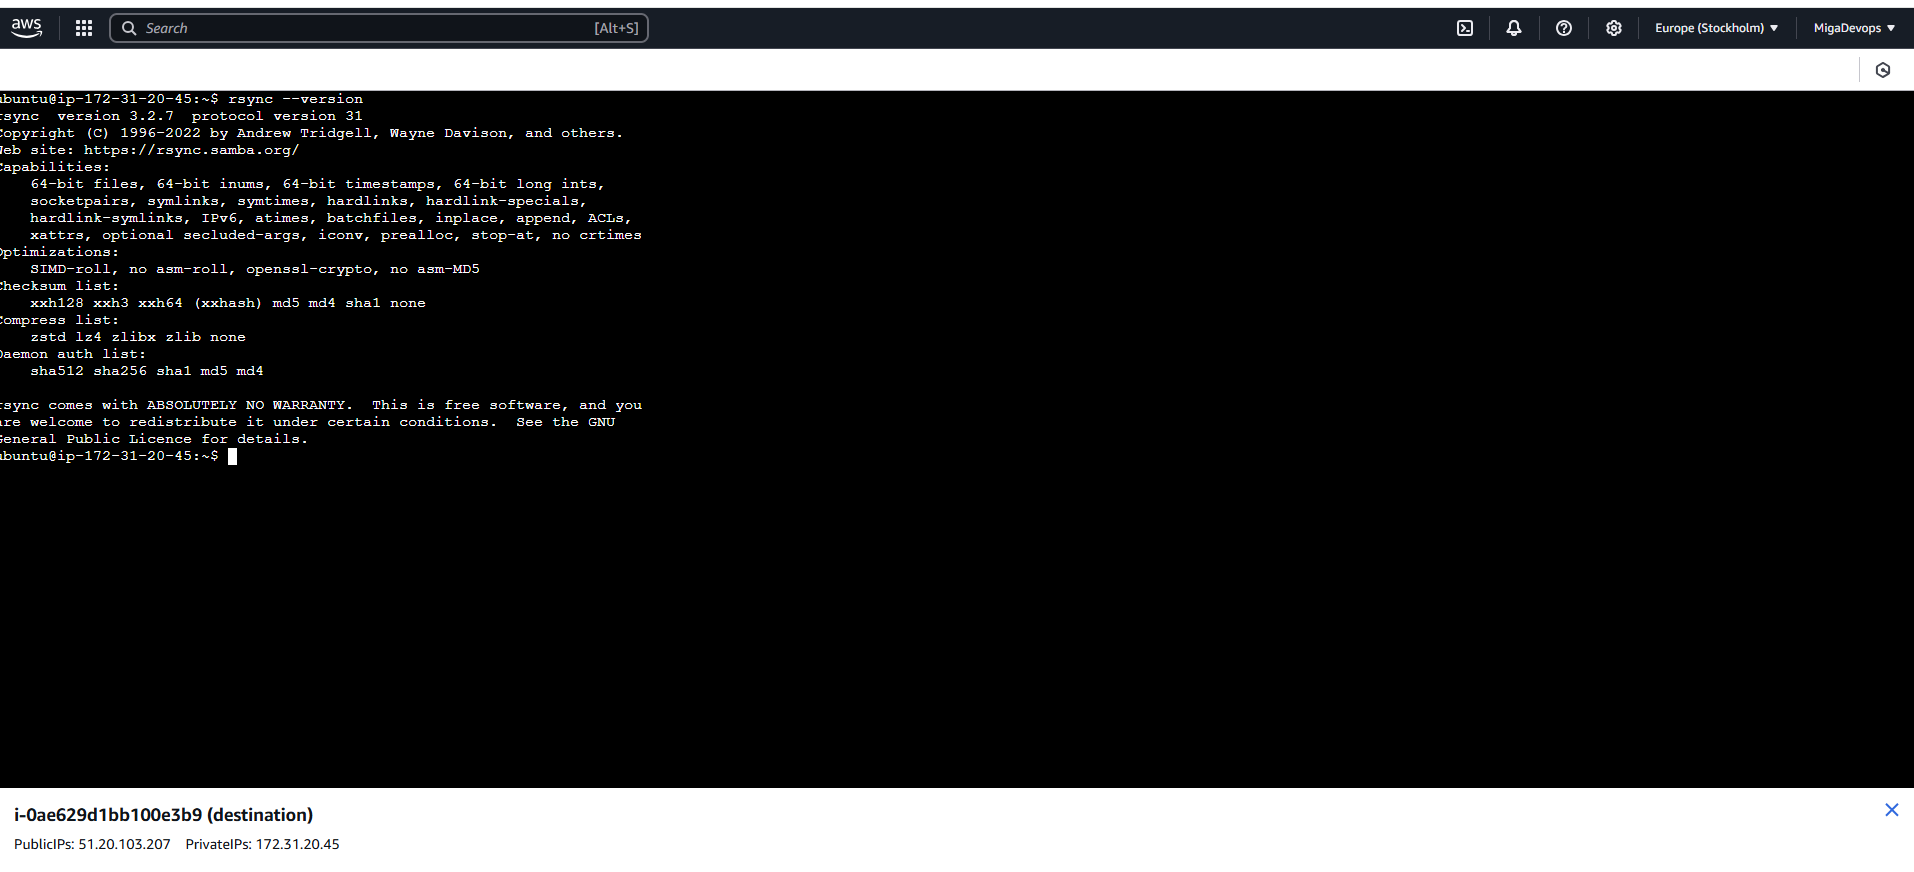 aws
Search [Alt+S]
Europe (Stockholm)
MigaDevops
ubuntu@ip-172-31-20-45:~$ rsync --version
rsync  version 3.2.7  protocol version 31
Copyright (C) 1996-2022 by Andrew Tridgell, Wayne Davison, and others.
Web site: https://rsync.samba.org/
Capabilities:
    64-bit files, 64-bit inums, 64-bit timestamps, 64-bit long ints,
    socketpairs, symlinks, symtimes, hardlinks, hardlink-specials,
    hardlink-symlinks, IPv6, atimes, batchfiles, inplace, append, ACLs,
    xattrs, optional secluded-args, iconv, prealloc, stop-at, no crtimes
Optimizations:
    SIMD-roll, no asm-roll, openssl-crypto, no asm-MD5
Checksum list:
    xxh128 xxh3 xxh64 (xxhash) md5 md4 sha1 none
Compress list:
    zstd lz4 zlibx zlib none
Daemon auth list:
    sha512 sha256 sha1 md5 md4
rsync comes with ABSOLUTELY NO WARRANTY.  This is free software, and you
are welcome to redistribute it under certain conditions.  See the GNU
General Public Licence for details.
ubuntu@ip-172-31-20-45:~$
i-0ae629d1bb100e3b9 (destination)
PublicIPs: 51.20.103.207 PrivateIPs: 172.31.20.45